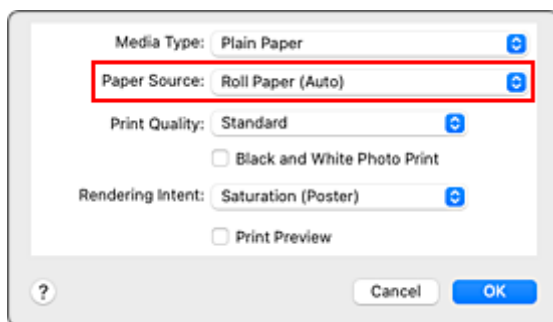 Media Type: Plain Paper
Paper Source: Roll Paper (Auto)
Print Quality: Standard
Black and White Photo Print
Rendering Intent: Saturation (Poster)
Print Preview
? Cancel OK